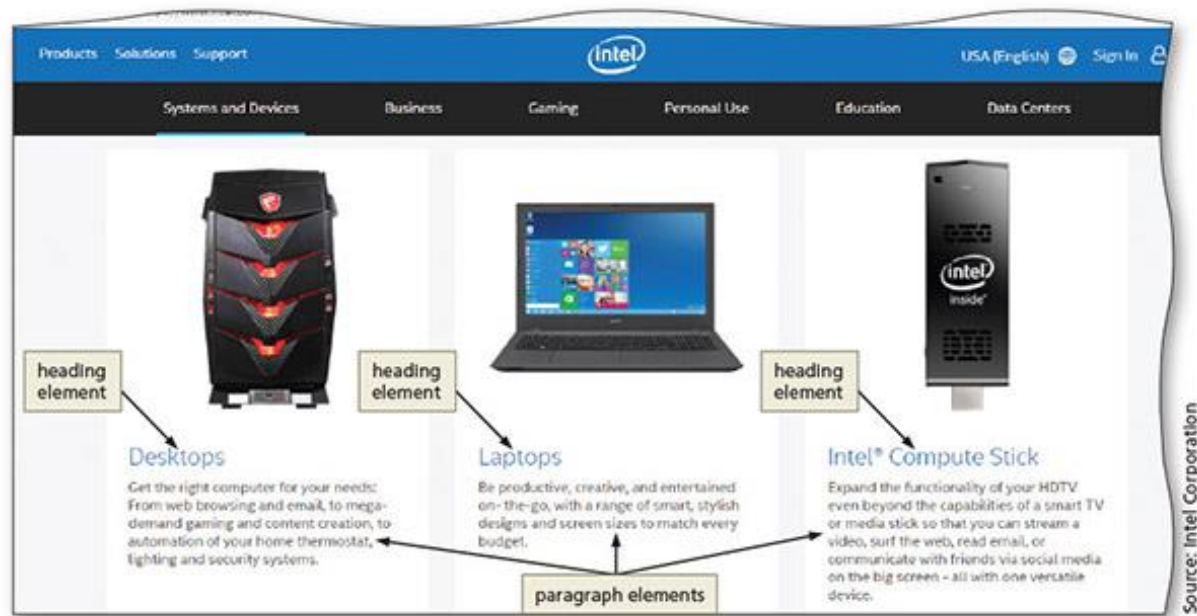 Products Solutions Support
intel
USA (English) Sign In
Systems and Devices Business Gaming Personal Use Education Data Centers
intel
inside®
heading
element
heading
element
heading
element
Desktops
Get the right computer for your needs:
From web browsing and email, to mega-
demand gaming and content creation, to
automation of your home thermostat,
lighting and security systems.
Laptops
Be productive, creative, and entertained
on-the-go, with a range of smart, stylish
designs and screen sizes to match every
budget.
Intel® Compute Stick
Expand the functionality of your HDTV
even beyond the capabilities of a smart TV
or media stick so that you can stream a
video, surf the web, read email, or
communicate with friends via social media
on the big screen – all with one versatile
device.
paragraph elements
Source: Intel Corporation